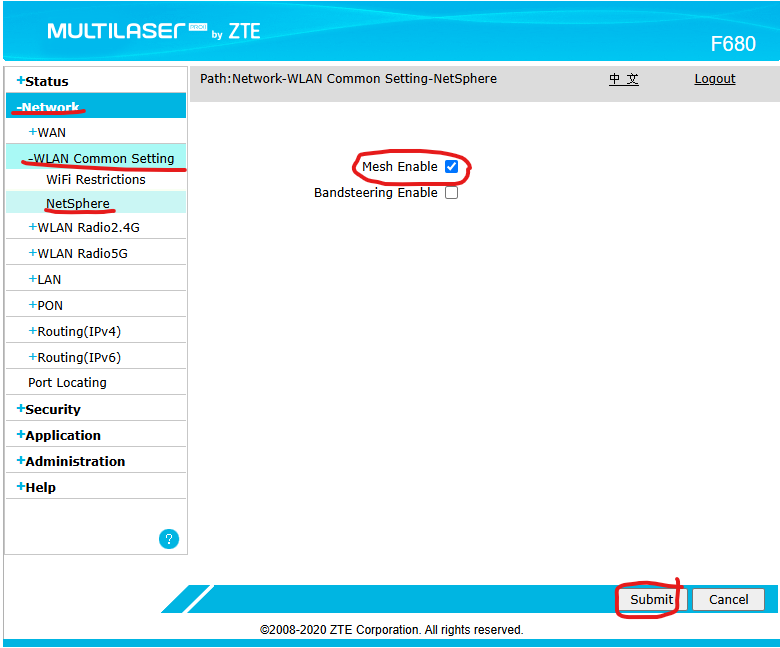 MULTILASER PRO by ZTE
F680
+Status
-Network
+WAN
-WLAN Common Setting
WiFi Restrictions
NetSphere
+WLAN Radio2.4G
+WLAN Radio5G
+LAN
+PON
+Routing(IPv4)
+Routing(IPv6)
Port Locating
+Security
+Application
+Administration
+Help
?
Path:Network-WLAN Common Setting-NetSphere
中 文
Logout
Mesh Enable
Bandsteering Enable
Submit
Cancel
©2008-2020 ZTE Corporation. All rights reserved.